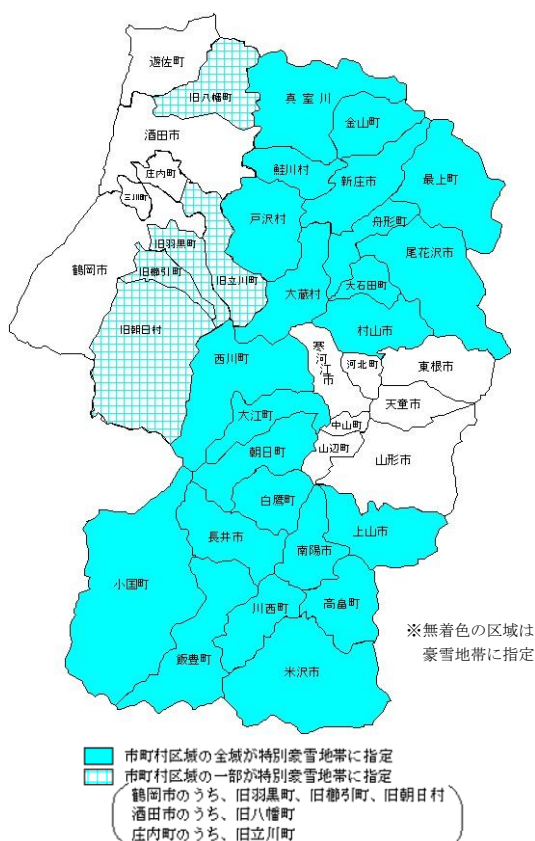 遊佐町
旧八幡町
真室川
金山町
酒田市
庄内町
鮭川村
新庄市
最上町
三川町
戸沢村
舟形町
旧羽黒町
尾花沢市
鶴岡市
旧櫛引町
旧立川町
大蔵村
大石田町
旧朝日村
村山市
西川町
寒河江市
河北町
東根市
大江町
天童市
中山町
朝日町
山辺町
山形市
白鷹町
長井市
南陽市
上山市
小国町
川西町
高畠町
飯豊町
米沢市
※無着色の区域は
豪雪地帯に指定
市町村区域の全域が特別豪雪地帯に指定
市町村区域の一部が特別豪雪地帯に指定
鶴岡市のうち、旧羽黒町、旧櫛引町、旧朝日村
酒田市のうち、旧八幡町
庄内町のうち、旧立川町